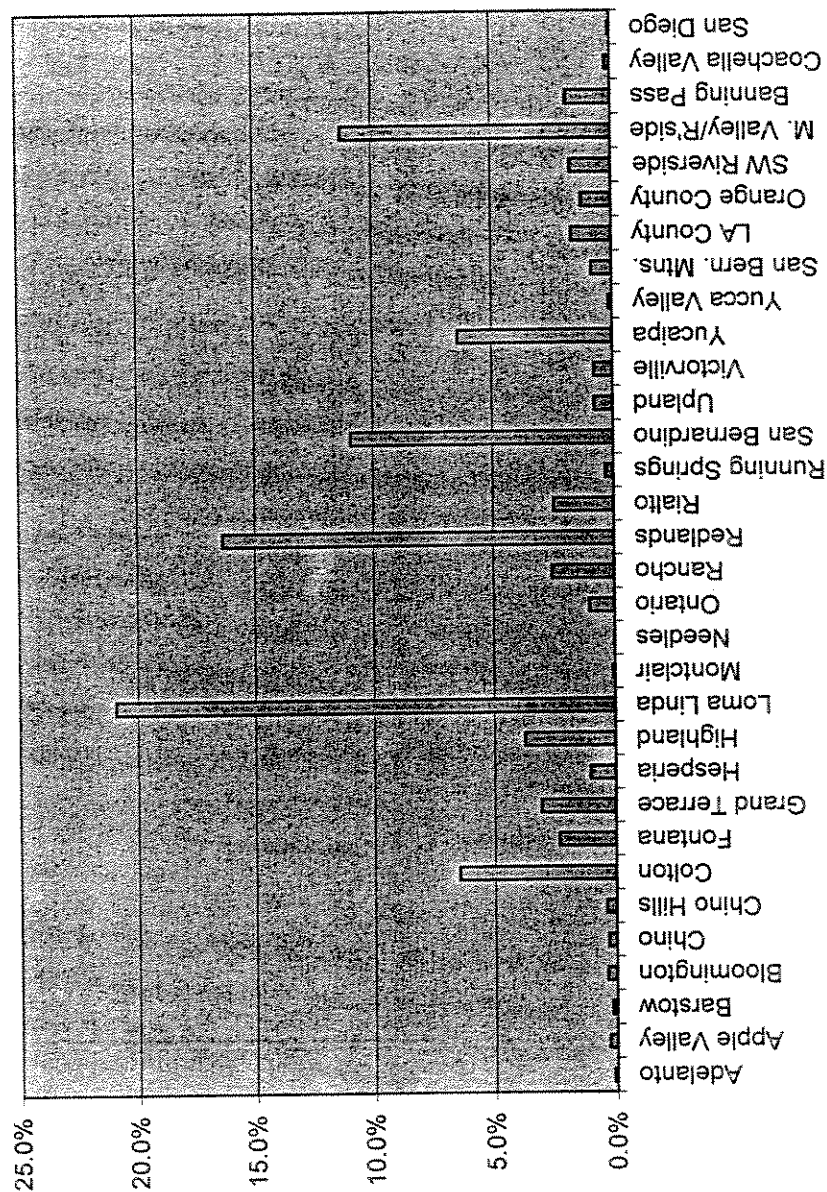 25.0%
20.0%
15.0%
10.0%
5.0%
0.0%
Adelanto
Apple Valley
Barstow
Bloomington
Chino
Chino Hills
Colton
Fontana
Grand Terrace
Hesperia
Highland
Loma Linda
Montclair
Needles
Ontario
Rancho
Redlands
Rialto
Running Springs
San Bernardino
Upland
Victorville
Yucaipa
Yucca Valley
San Bern. Mtns.
LA County
Orange County
SW Riverside
M. Valley/R'side
Banning Pass
Coachella Valley
San Diego